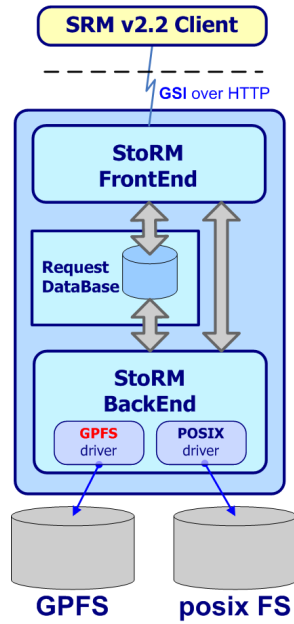 SRM v2.2 Client
GSI over HTTP
StoRM
FrontEnd
Request
DataBase
StoRM
BackEnd
GPFS
driver
POSIX
driver
GPFS
posix FS